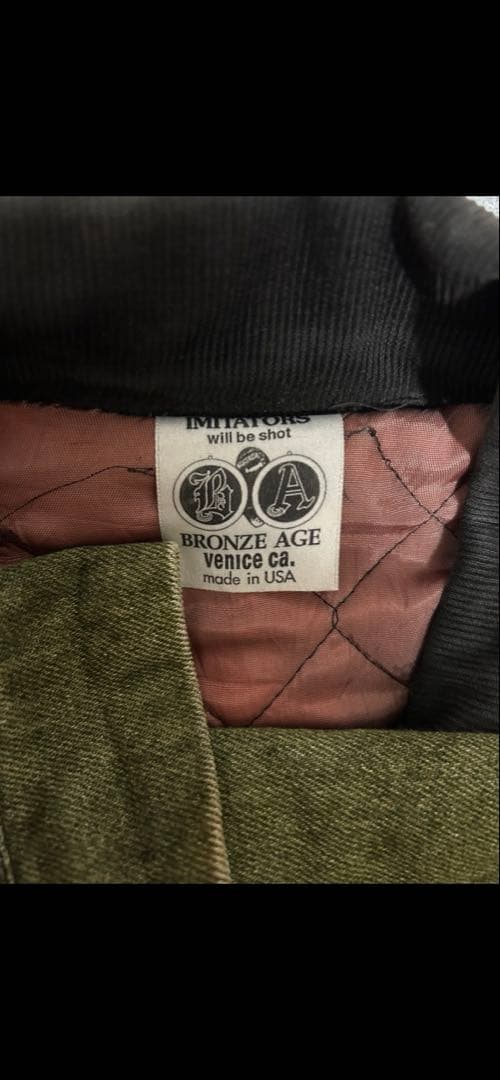 IMITATORS
will be shot
B A
BRONZE AGE
venice ca.
made in USA